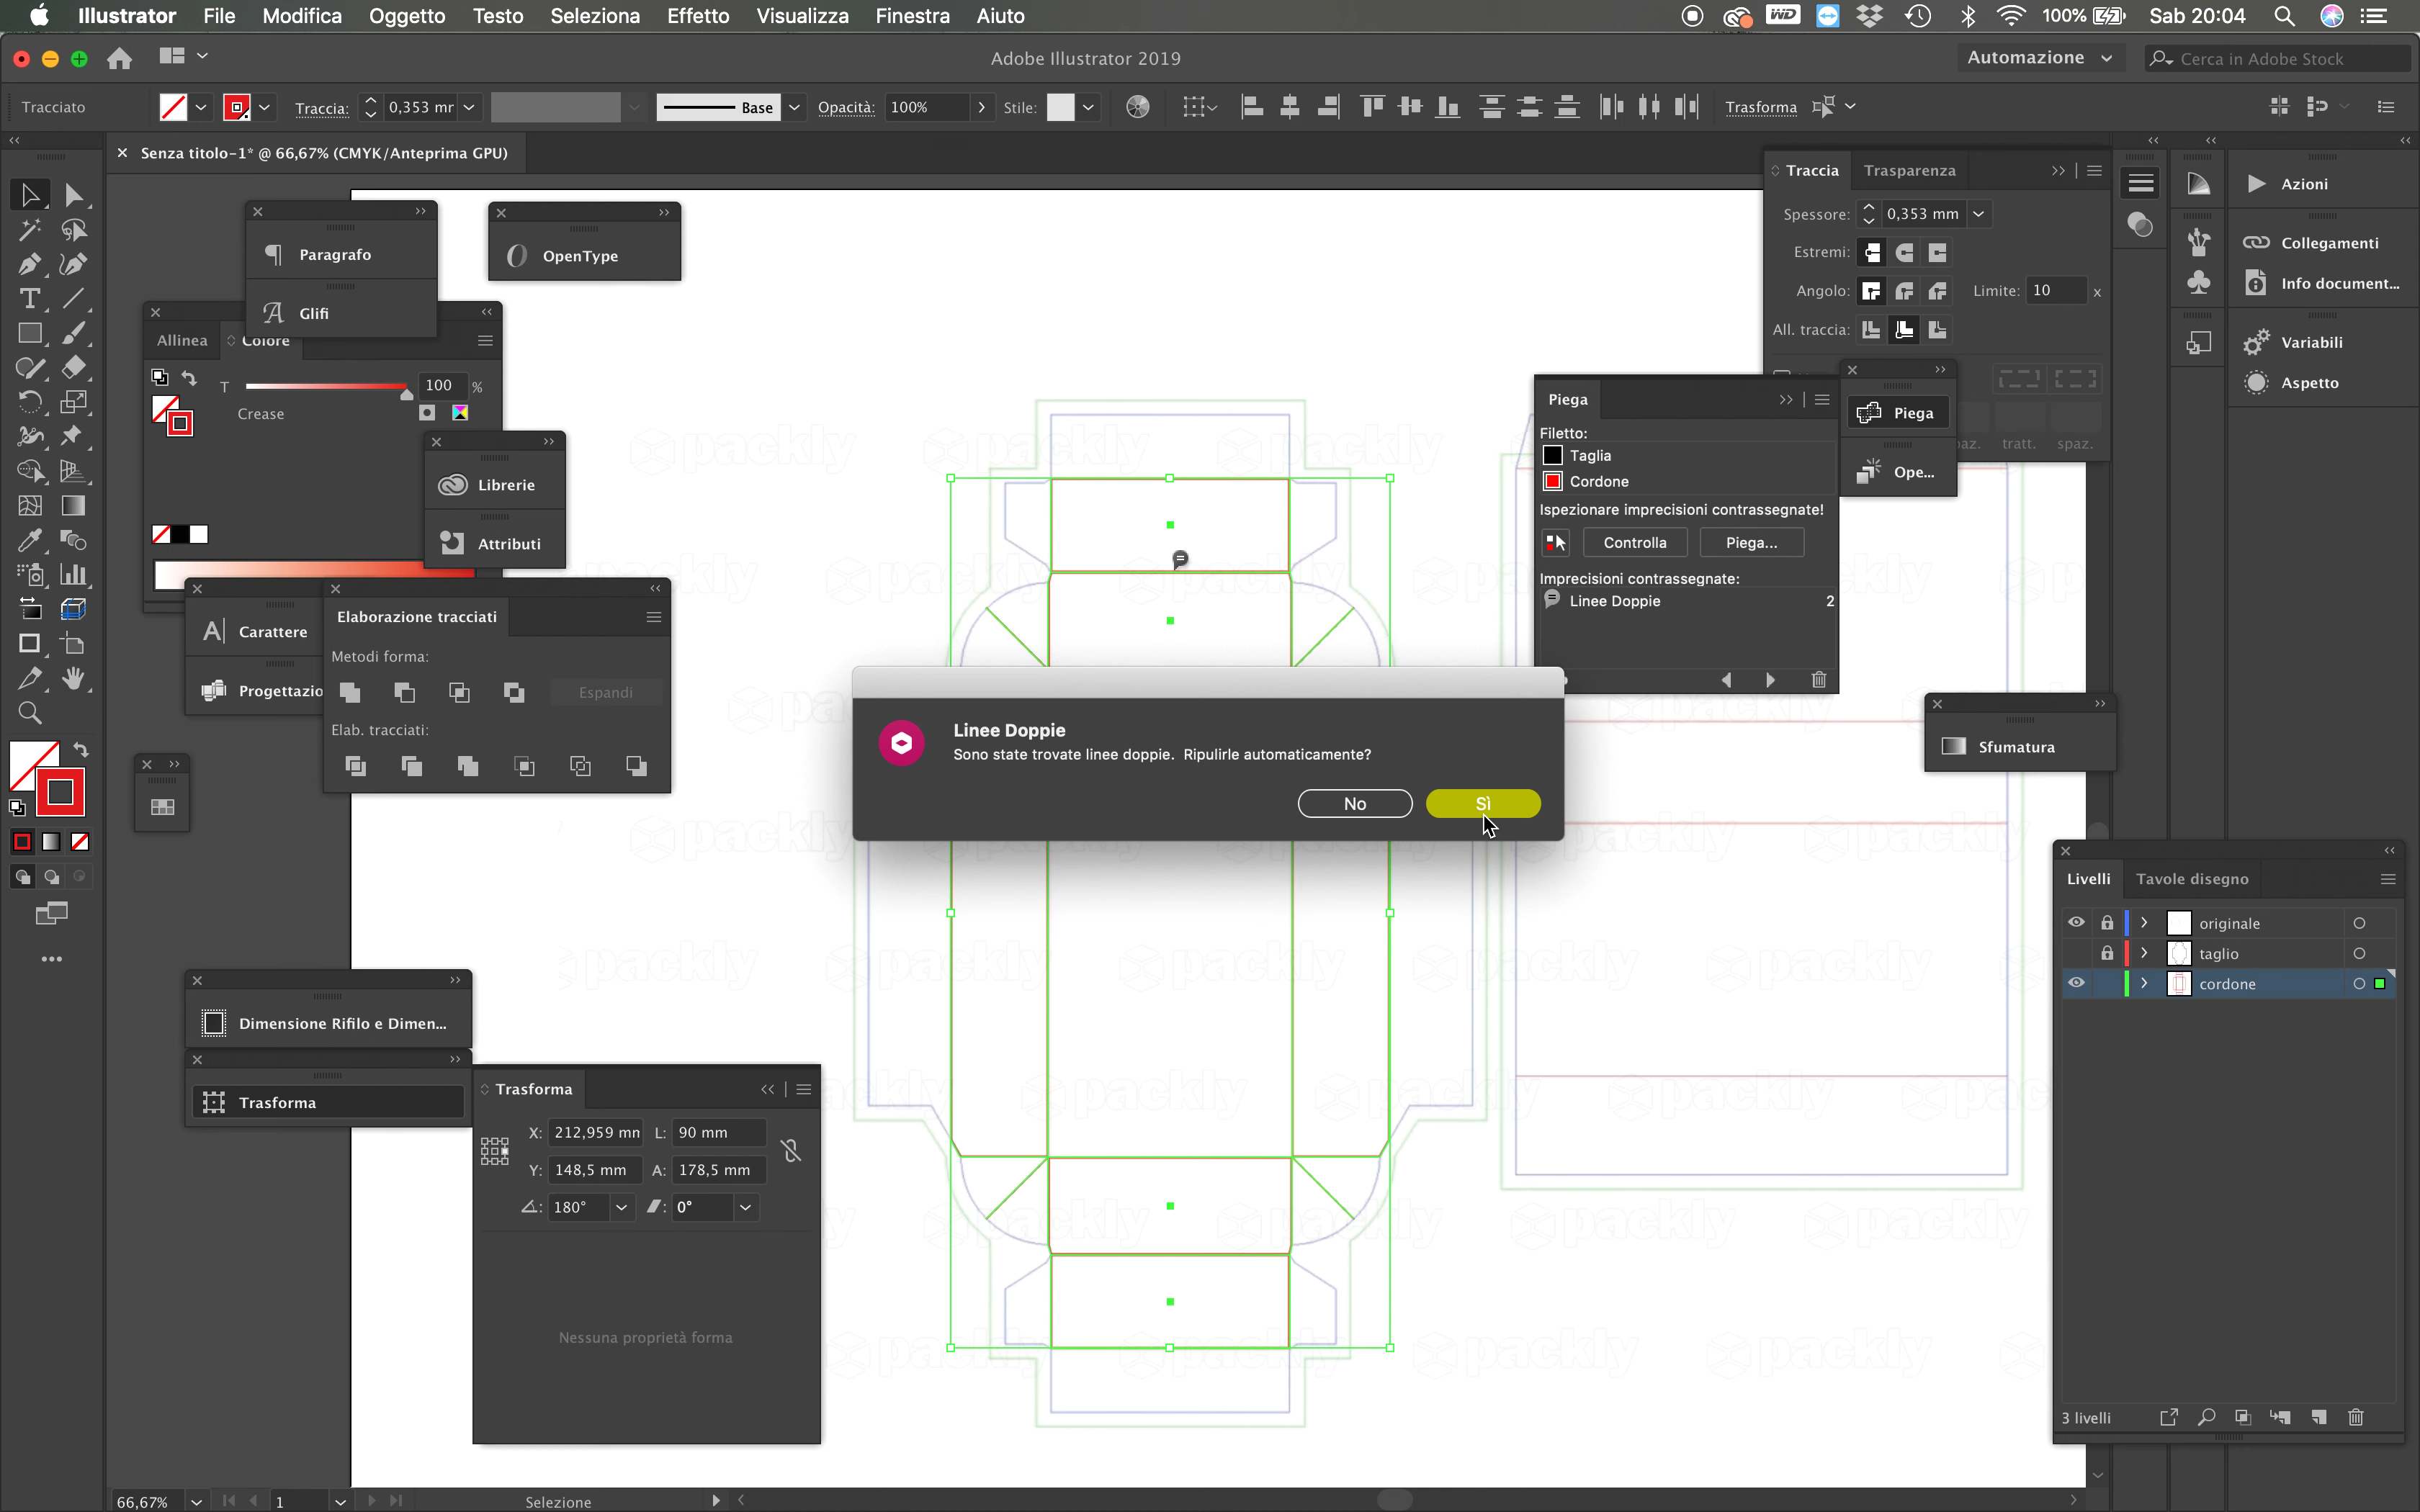 Illustrator File Modifica Oggetto Testo Seleziona Effetto Visualizza Finestra Aiuto
WD 100% Sab 20:04
Adobe Illustrator 2019
Automazione
Cerca in Adobe Stock
Tracciato
Traccia: 0,353 mr
Base
Opacità: 100%
Stile:
Trasforma
Senza titolo-1* @ 66,67% (CMYK/Anteprima GPU)
Traccia Trasparenza
Spessore: 0,353 mm
Estremi:
Angolo:
Limite: 10 x
All. traccia:
tratt. spaz.
Azioni
Collegamenti
Info document...
Variabili
Aspetto
Paragrafo
Glifi
OpenType
Allinea Colore
T 100 %
Crease
Librerie
Attributi
Carattere
Progettazio
Elaborazione tracciati
Metodi forma:
Espandi
Elab. tracciati:
Piega
Filetto:
Taglia
Cordone
Ispezionare imprecisioni contrassegnate!
Controlla Piega...
Imprecisioni contrassegnate:
Linee Doppie 2
Piega
Ope...
Linee Doppie
Sono state trovate linee doppie. Ripulirle automaticamente?
No Sì
Sfumatura
Dimensione Rifilo e Dimen...
Trasforma
Trasforma
X: 212,959 mn L: 90 mm
Y: 148,5 mm A: 178,5 mm
180° 0°
Nessuna proprietà forma
Livelli Tavole disegno
originale
taglio
cordone
3 livelli
packly
66,67% 1 Selezione